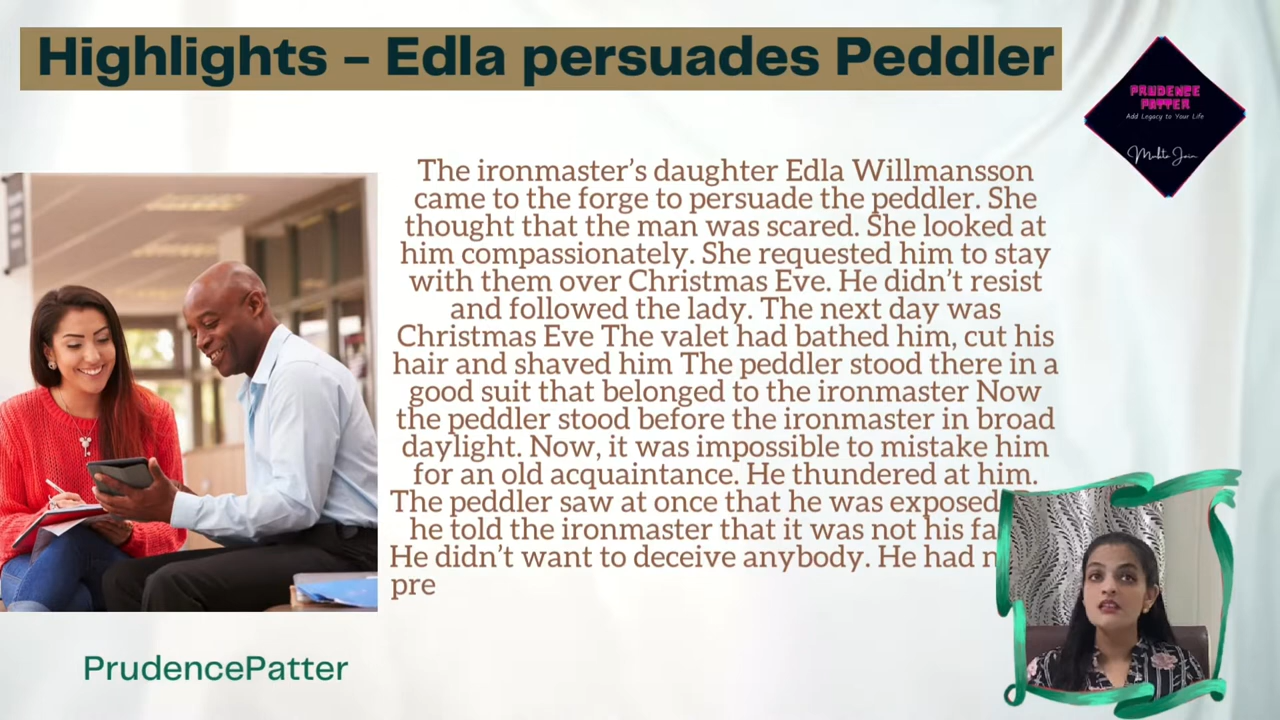 Highlights – Edla persuades Peddler
PRUDENCE
PATTER
Add Legacy to Your Life
Mukta Jain
The ironmaster’s daughter Edla Willmansson
came to the forge to persuade the peddler. She
thought that the man was scared. She looked at
him compassionately. She requested him to stay
with them over Christmas Eve. He didn’t resist
and followed the lady. The next day was
Christmas Eve The valet had bathed him, cut his
hair and shaved him The peddler stood there in a
good suit that belonged to the ironmaster Now
the peddler stood before the ironmaster in broad
daylight. Now, it was impossible to mistake him
for an old acquaintance. He thundered at him.
The peddler saw at once that he was exposed
he told the ironmaster that it was not his fa
He didn’t want to deceive anybody. He had n
pre
PrudencePatter